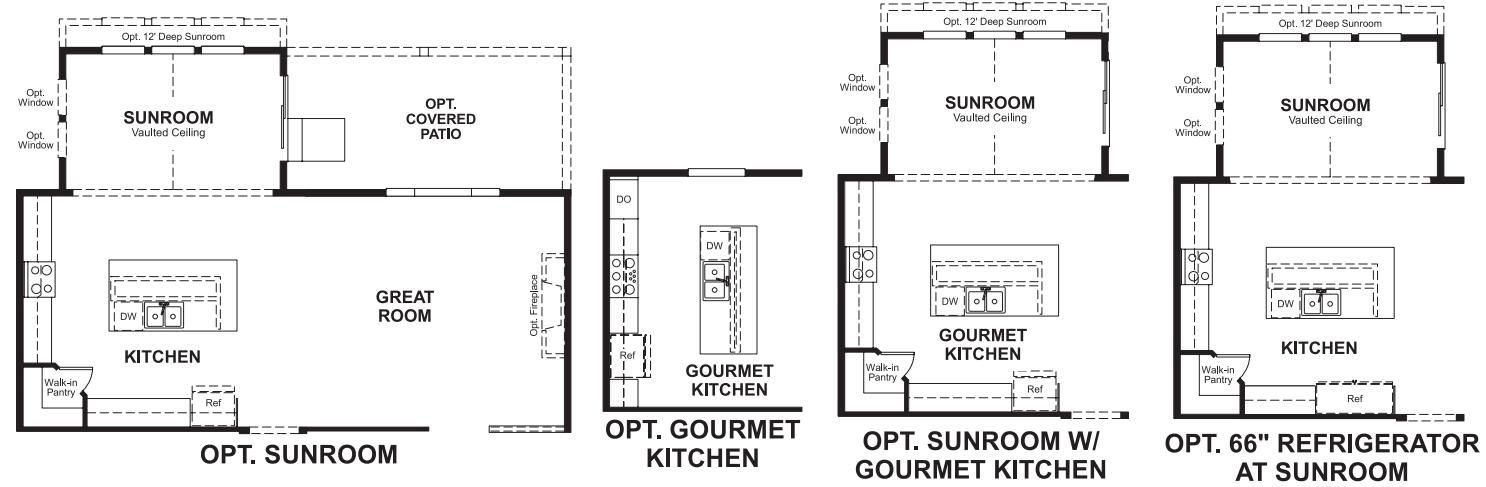 Opt. 12' Deep Sunroom
Opt.
Window
Opt.
Window
SUNROOM
Vaulted Ceiling
OPT.
COVERED
PATIO
DW
KITCHEN
GREAT
ROOM
Opt. Fireplace
Walk-in
Pantry
Ref
OPT. SUNROOM
DO
DW
Ref
GOURMET
KITCHEN
OPT. GOURMET
KITCHEN
Opt. 12' Deep Sunroom
Opt.
Window
Opt.
Window
SUNROOM
Vaulted Ceiling
DW
GOURMET
KITCHEN
Walk-in
Pantry
Ref
OPT. SUNROOM W/
GOURMET KITCHEN
Opt. 12' Deep Sunroom
Opt.
Window
Opt.
Window
SUNROOM
Vaulted Ceiling
DW
KITCHEN
Walk-in
Pantry
Ref
OPT. 66" REFRIGERATOR
AT SUNROOM